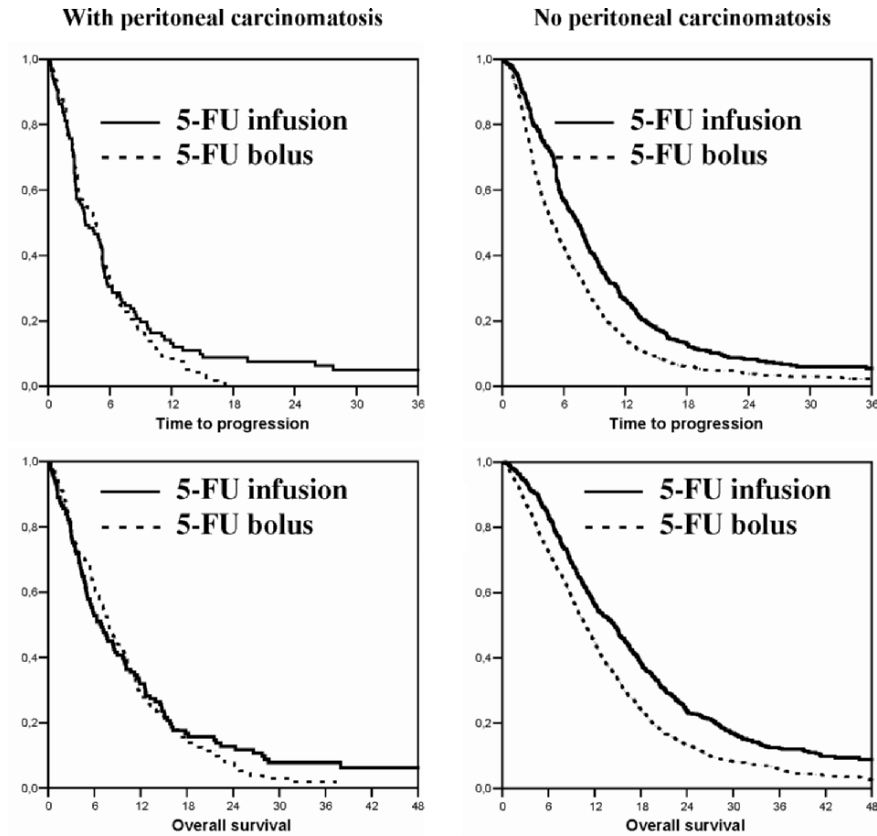 With peritoneal carcinomatosis
No peritoneal carcinomatosis
1,0
0,8
0,6
0,4
0,2
0,0
5-FU infusion
5-FU bolus
0 6 12 18 24 30 36
Time to progression
1,0
0,8
0,6
0,4
0,2
0,0
5-FU infusion
5-FU bolus
0 6 12 18 24 30 36
Time to progression
1,0
0,8
0,6
0,4
0,2
0,0
5-FU infusion
5-FU bolus
0 6 12 18 24 30 36 42 48
Overall survival
1,0
0,8
0,6
0,4
0,2
0,0
5-FU infusion
5-FU bolus
0 6 12 18 24 30 36 42 48
Overall survival